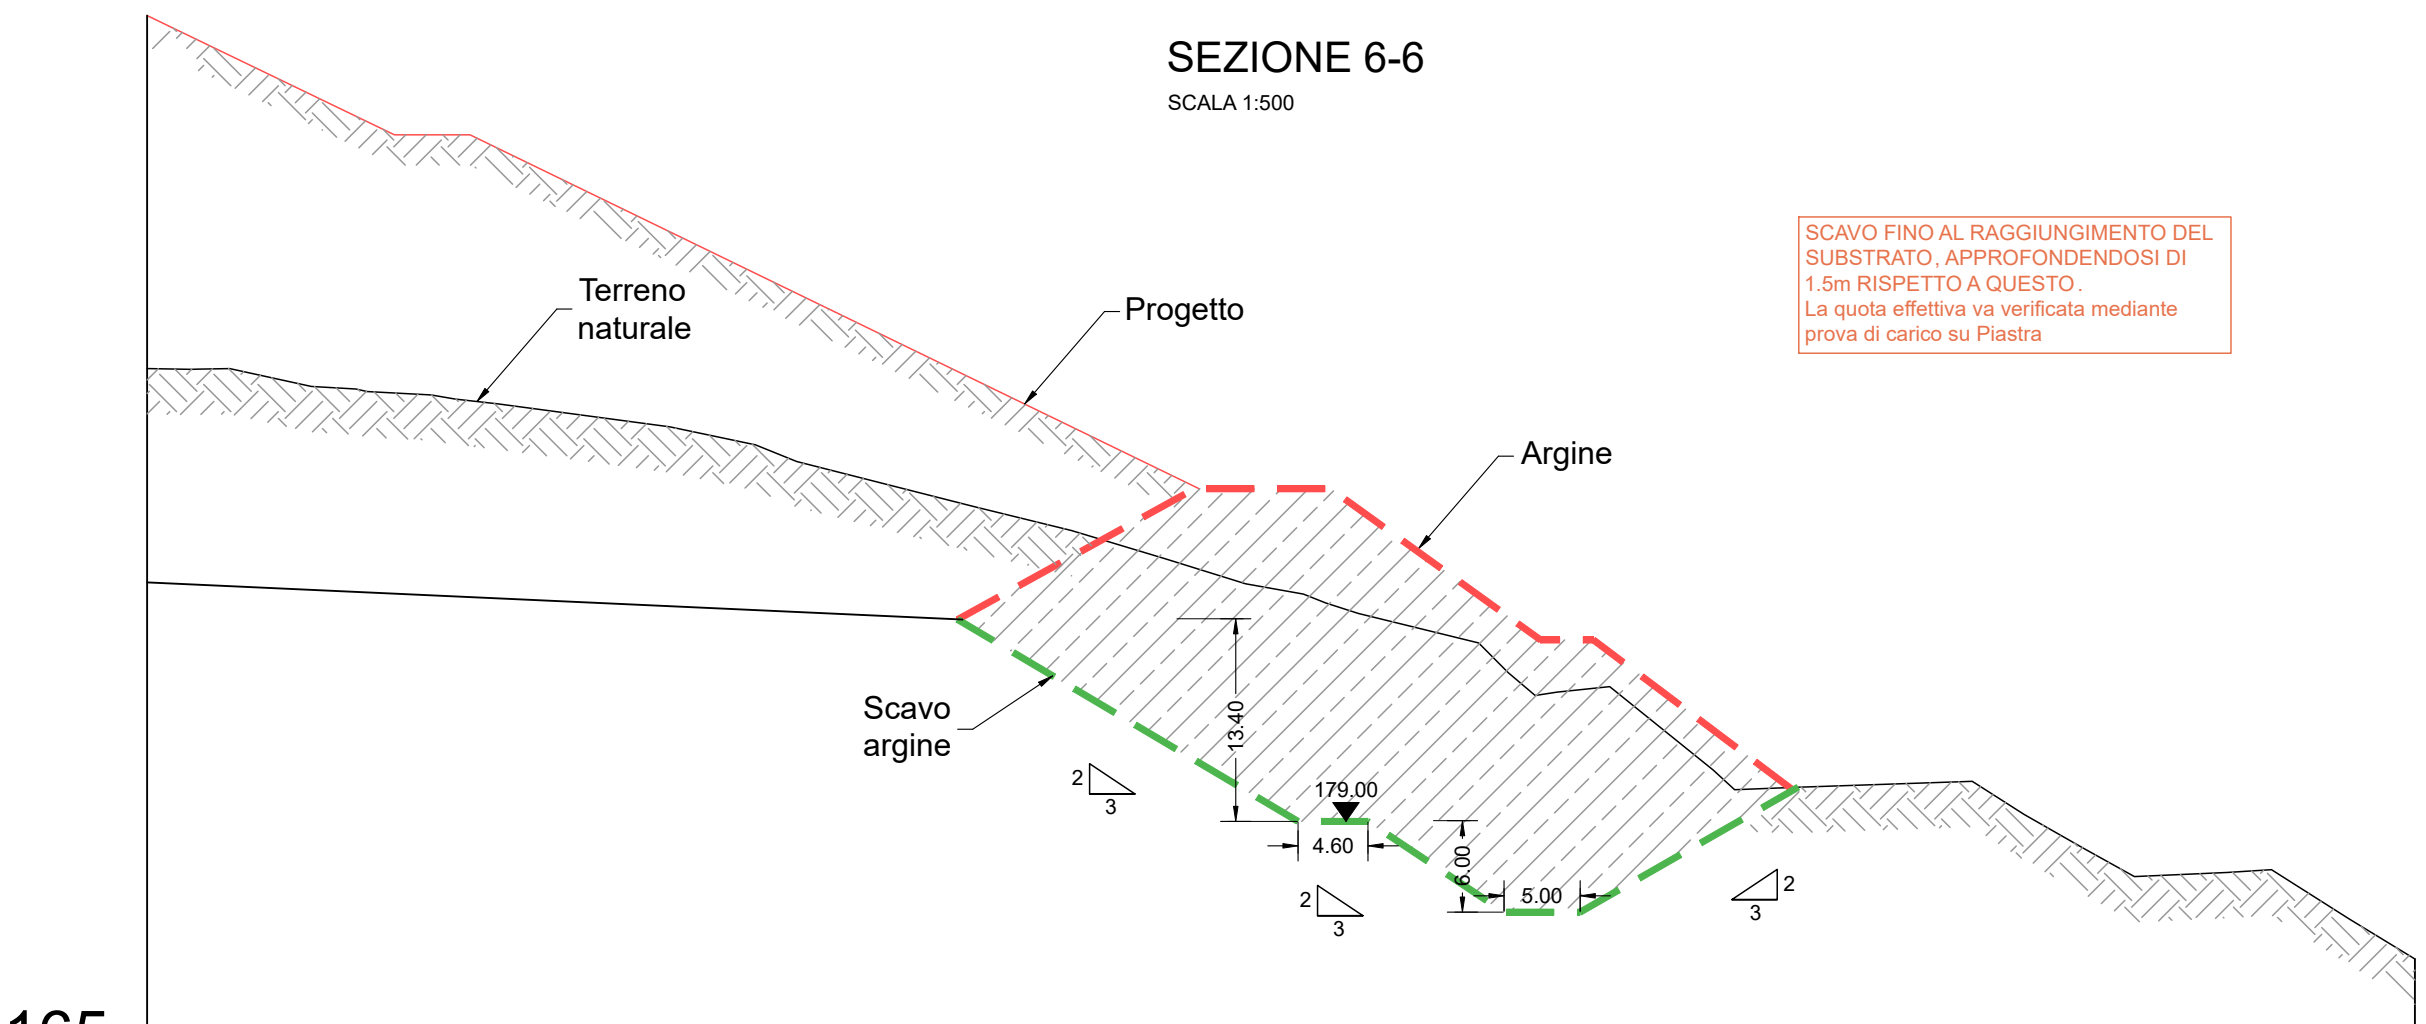 SEZIONE 6-6
SCALA 1:500
SCAVO FINO AL RAGGIUNGIMENTO DEL
SUBSTRATO, APPROFONDENDOSI DI
1.5m RISPETTO A QUESTO.
La quota effettiva va verificata mediante
prova di carico su Piastra
Terreno
naturale
Progetto
Argine
Scavo
argine
13.40
2
3
179.00
4.60
6.00
5.00
2
3
2
3
165